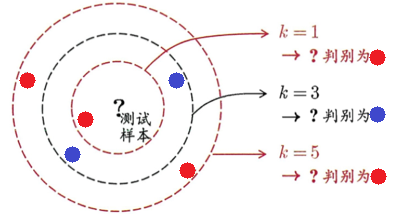 k = 1
→ ? 判别为
?
测试
样本
k = 3
→ ? 判别为
k = 5
→ ? 判别为